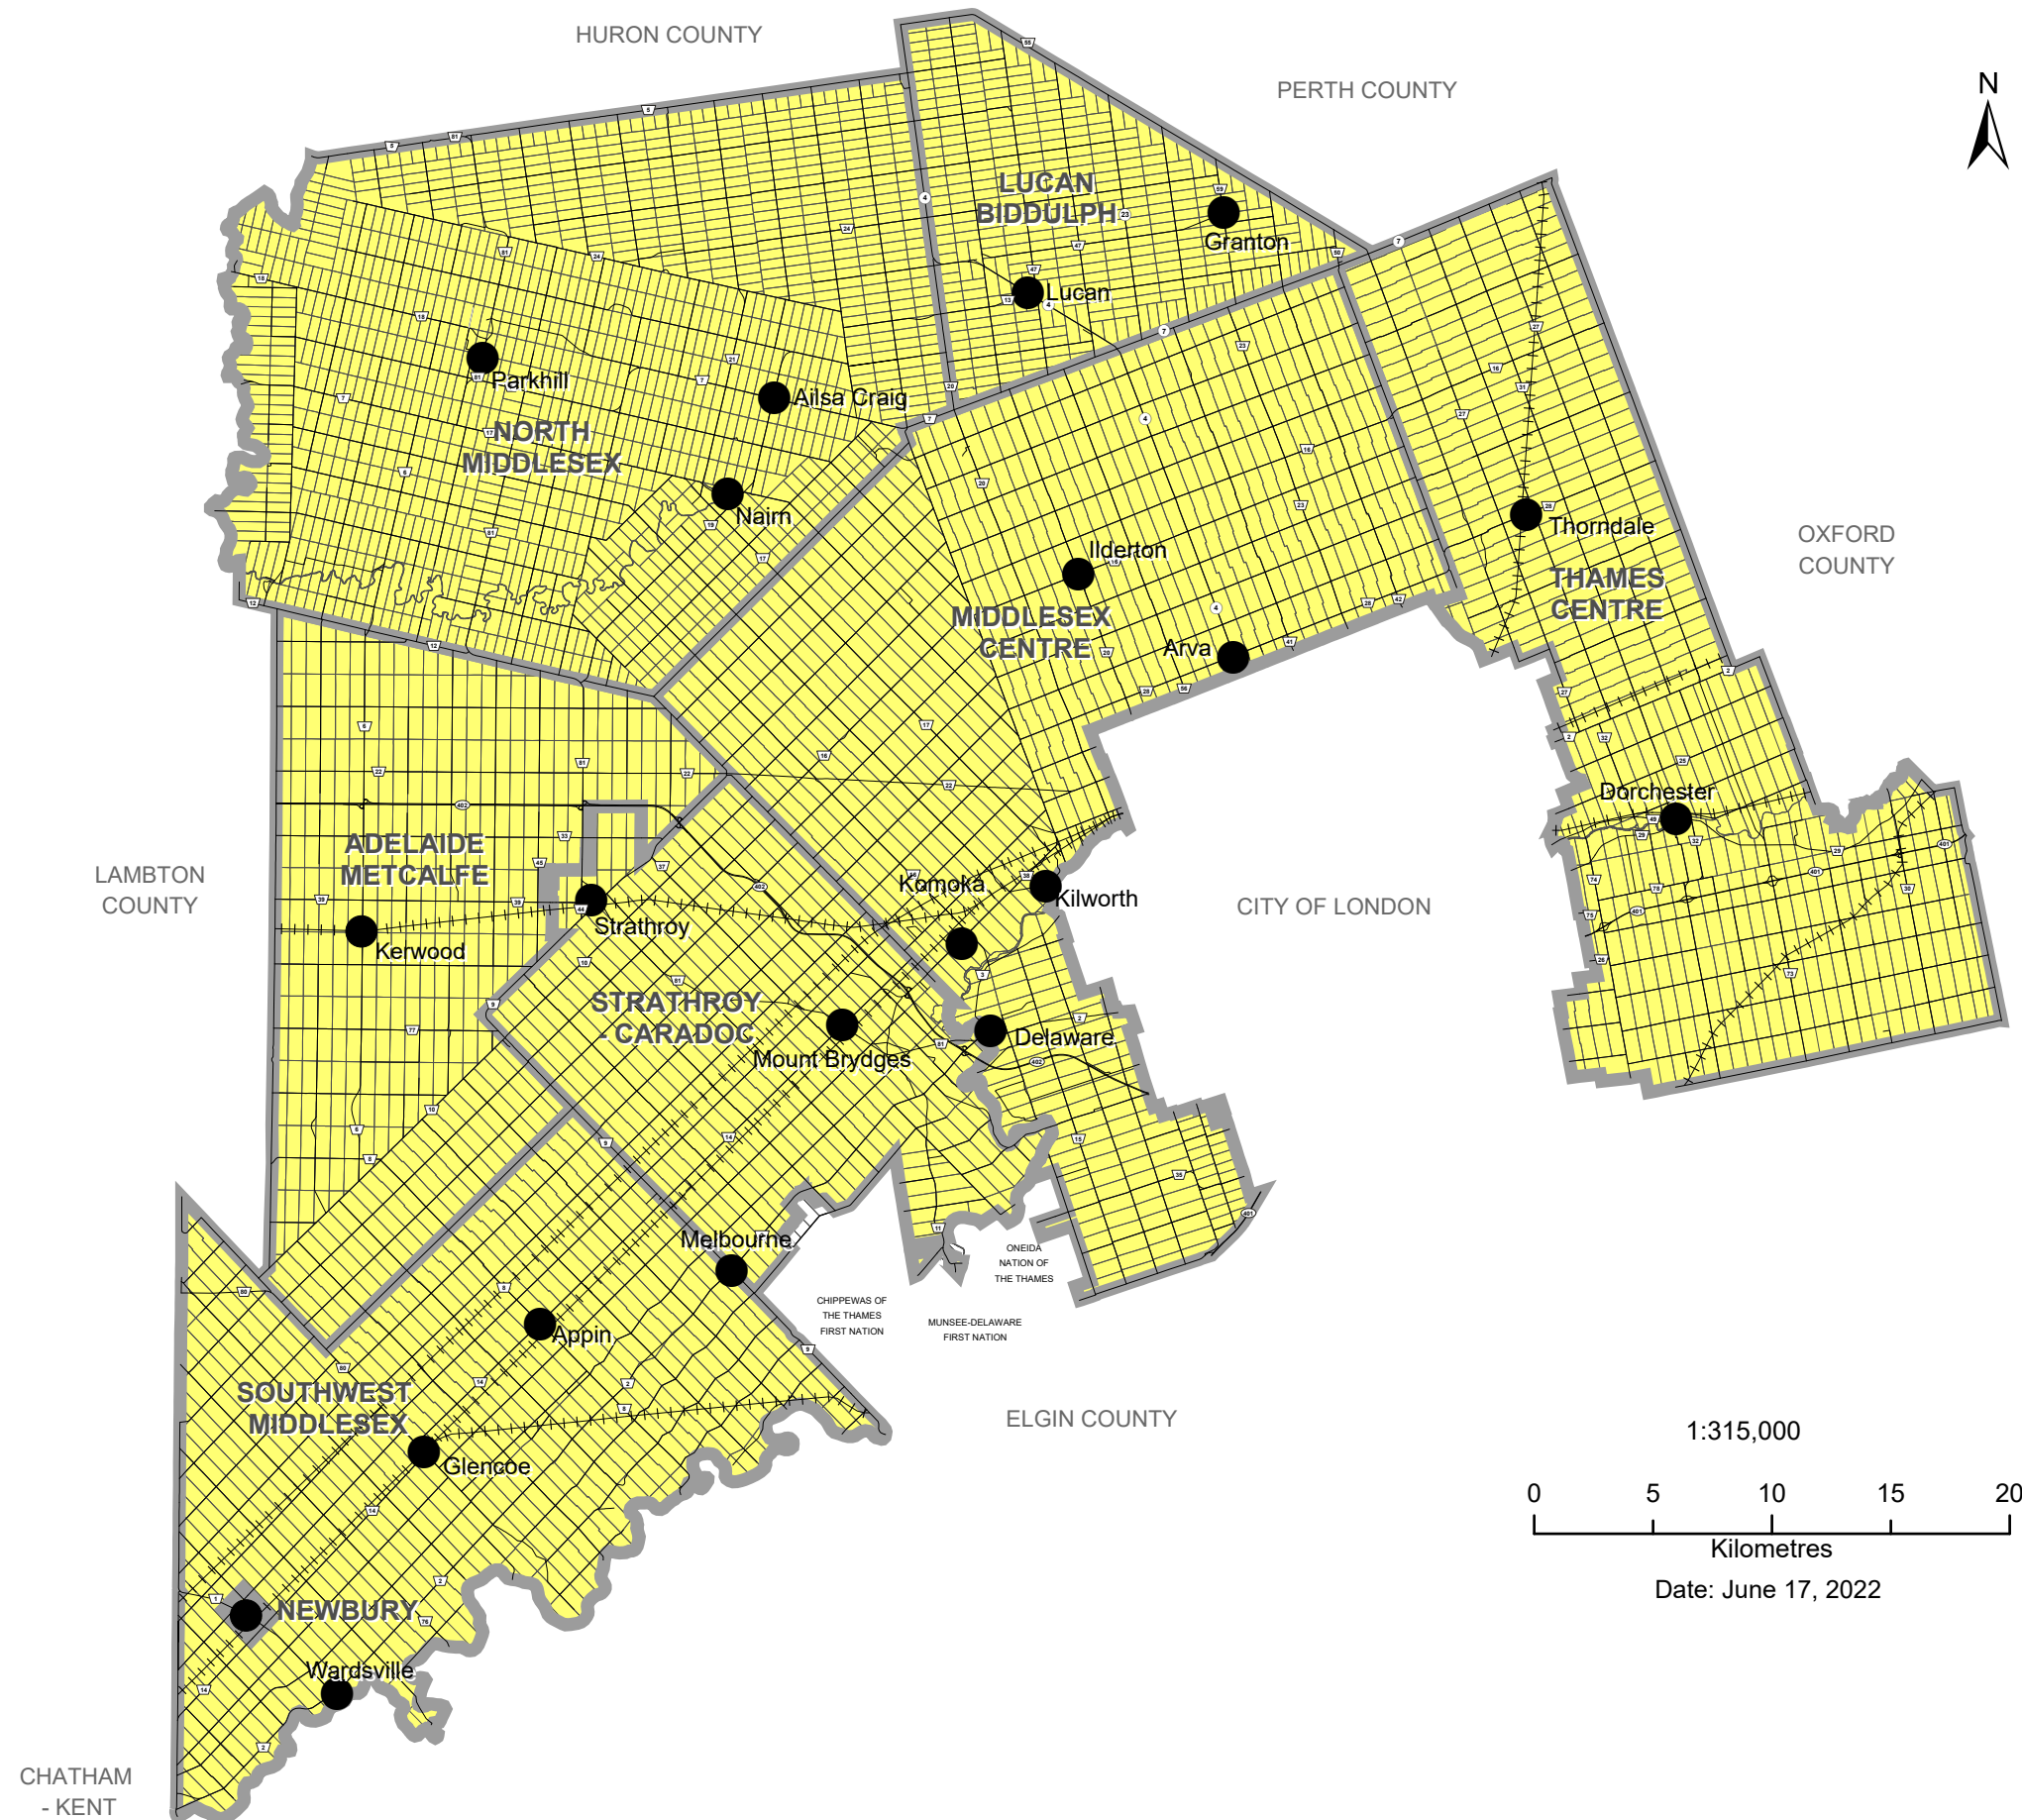 HURON COUNTY
PERTH COUNTY
N
LUCAN
BIDDULPH
Granton
Lucan
Parkhill
Ailsa Craig
NORTH
MIDDLESEX
Nairn
Thorndale
OXFORD
COUNTY
Ilderton
THAMES
CENTRE
MIDDLESEX
CENTRE
Arva
Dorchester
ADELAIDE
METCALFE
LAMBTON
COUNTY
Komoka
Kilworth
CITY OF LONDON
Strathroy
Kerwood
STRATHROY
- CARADOC
Mount Brydges
Delaware
Melbourne
ONEIDA
NATION OF
THE THAMES
CHIPPEWAS OF
THE THAMES
FIRST NATION
MUNSEE-DELAWARE
FIRST NATION
Appin
SOUTHWEST
MIDDLESEX
ELGIN COUNTY
Glencoe
1:315,000
0 5 10 15 20
Kilometres
Date: June 17, 2022
NEWBURY
Wardsville
CHATHAM
- KENT